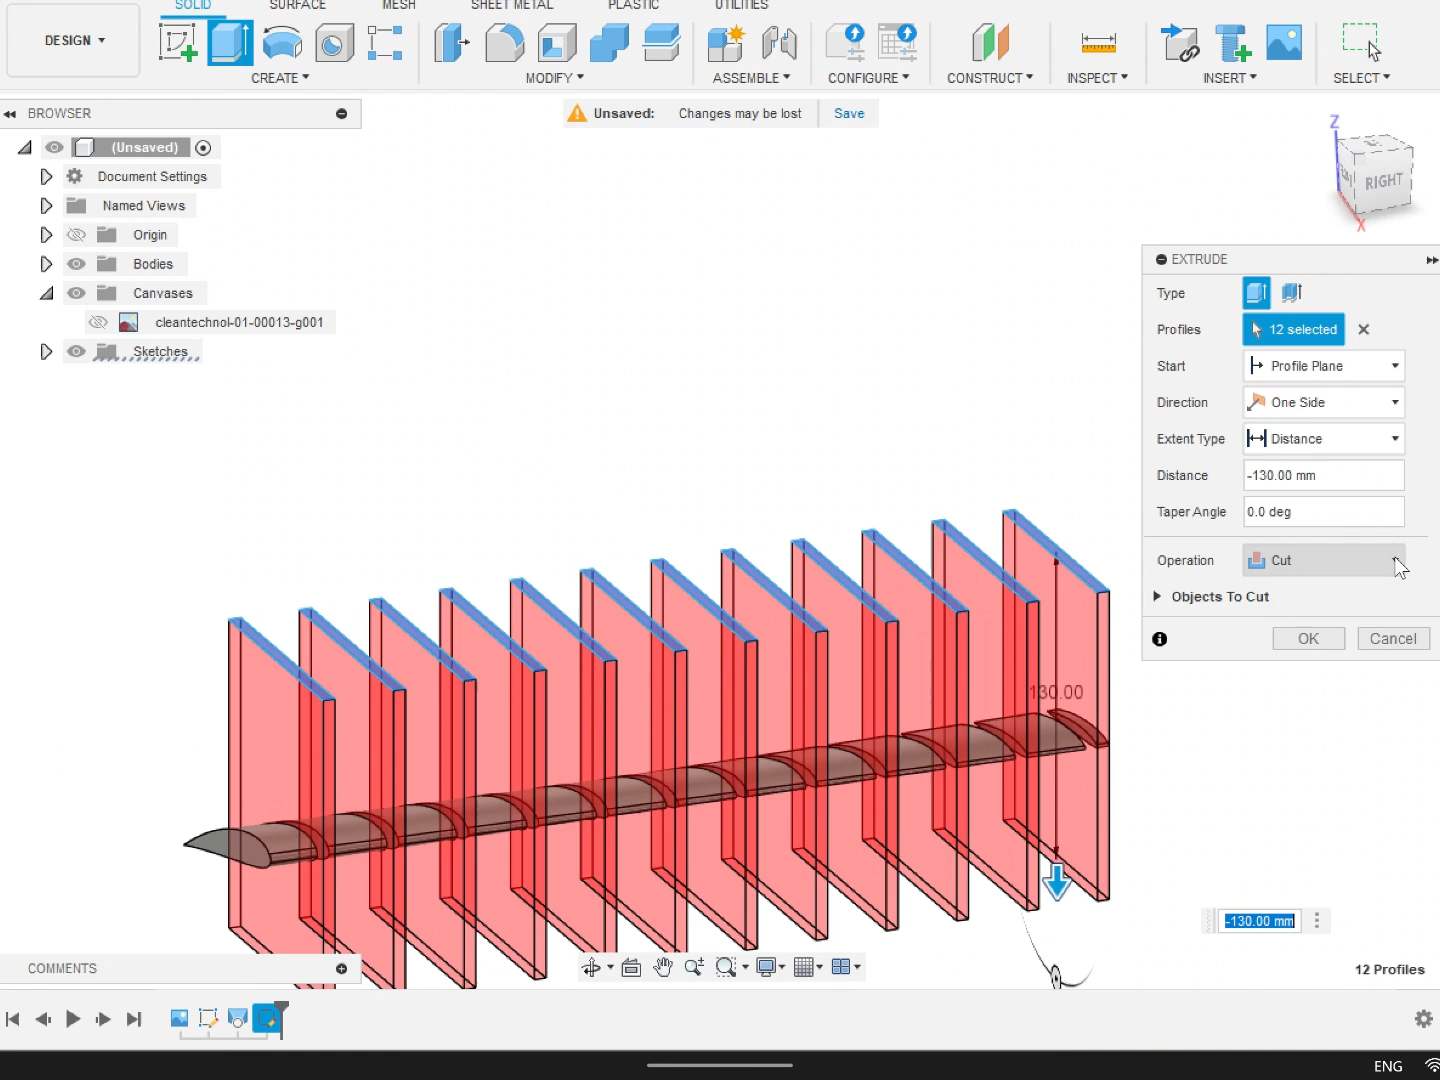 SOLID SURFACE MESH SHEET METAL PLASTIC UTILITIES
DESIGN
CREATE MODIFY ASSEMBLE CONFIGURE CONSTRUCT INSPECT INSERT SELECT
BROWSER
Unsaved: Changes may be lost Save
(Unsaved)
Document Settings
Named Views
Origin
Bodies
Canvases
cleantechnol-01-00013-g001
Sketches
Z
RIGHT
X
EXTRUDE
Type
Profiles 12 selected
Start Profile Plane
Direction One Side
Extent Type Distance
Distance -130.00 mm
Taper Angle 0.0 deg
Operation Cut
Objects To Cut
OK Cancel
130.00
-130.00 mm
COMMENTS
12 Profiles
ENG